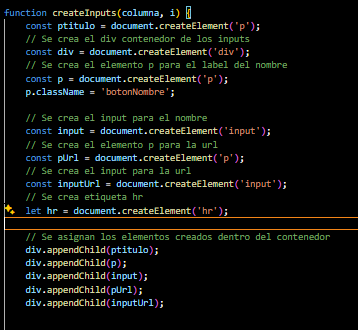 function createInputs(columna, i) {
const ptitulo = document.createElement('p');
// Se crea el div contenedor de los inputs
const div = document.createElement('div');
// Se crea el elemento p para el label del nombre
const p = document.createElement('p');
p.className = 'botonNombre';
// Se crea el input para el nombre
const input = document.createElement('input');
// Se crea el elemento p para la url
const pUrl = document.createElement('p');
// Se crea el input para la url
const inputUrl = document.createElement('input');
// Se crea etiqueta hr
let hr = document.createElement('hr');
// Se asignan los elementos creados dentro del contenedor
div.appendChild(ptitulo);
div.appendChild(p);
div.appendChild(input);
div.appendChild(pUrl);
div.appendChild(inputUrl);